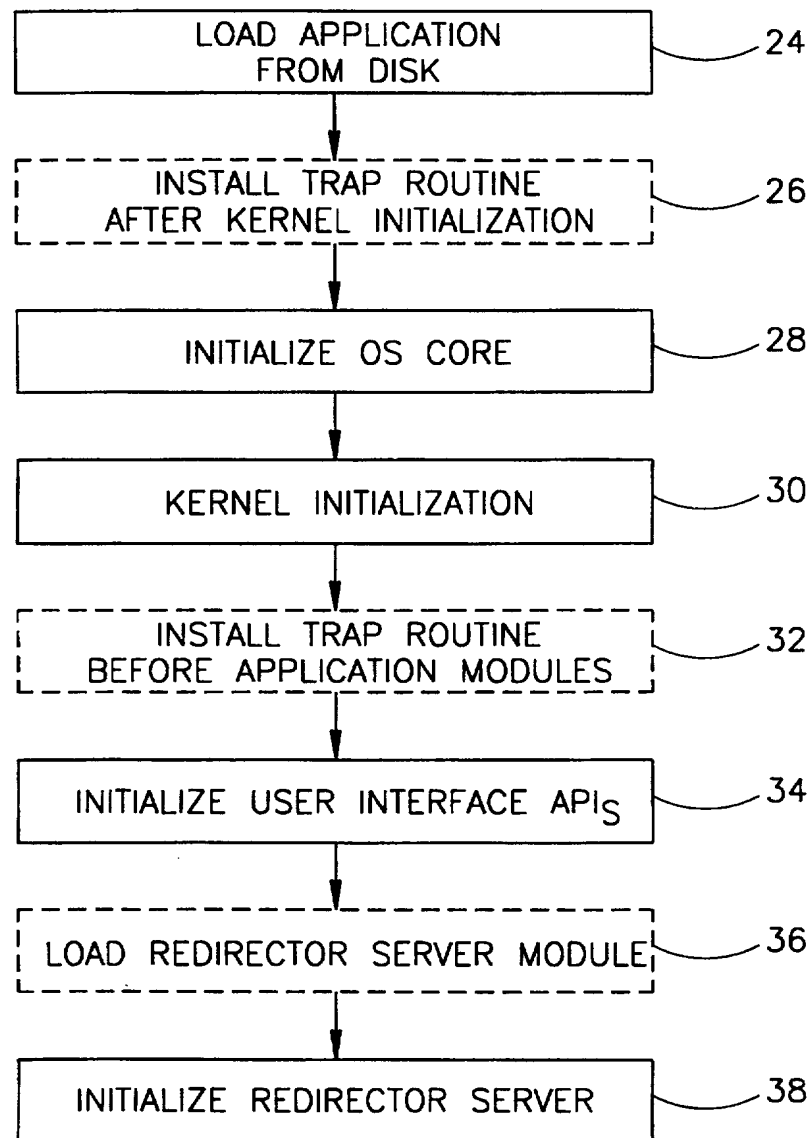 LOAD APPLICATION
FROM DISK
24
INSTALL TRAP ROUTINE
AFTER KERNEL INITIALIZATION
26
INITIALIZE OS CORE
28
KERNEL INITIALIZATION
30
INSTALL TRAP ROUTINE
BEFORE APPLICATION MODULES
32
INITIALIZE USER INTERFACE APIS
34
LOAD REDIRECTOR SERVER MODULE
36
INITIALIZE REDIRECTOR SERVER
38